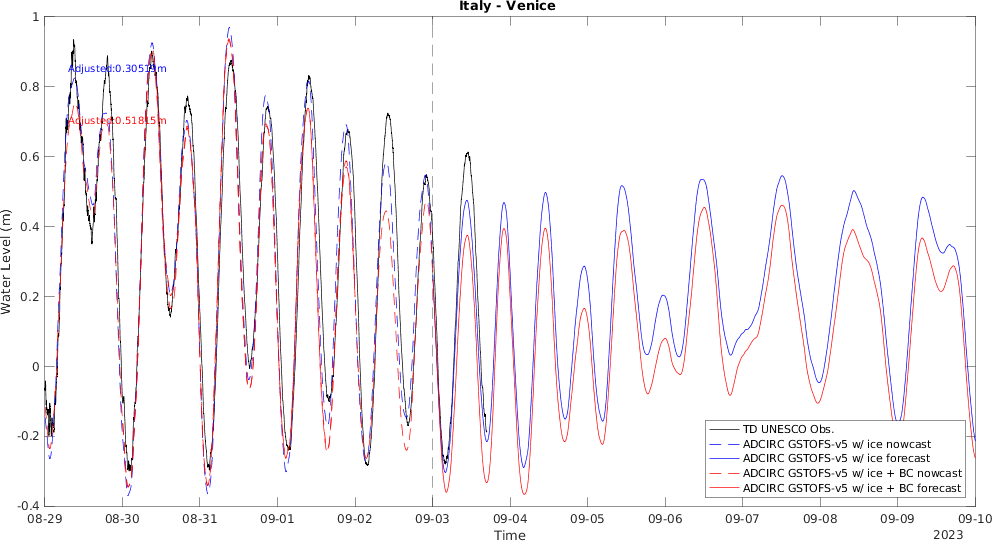 Italy - Venice
1
0.8
0.6
0.4
0.2
0
-0.2
-0.4
Water Level (m)
08-29 08-30 08-31 09-01 09-02 09-03 09-04 09-05 09-06 09-07 09-08 09-09 09-10
Time
2023
Adjusted:0.3057 m
Adjusted:0.51815m
TD UNESCO Obs.
ADCIRC GSTOFS-v5 w/ ice nowcast
ADCIRC GSTOFS-v5 w/ ice forecast
ADCIRC GSTOFS-v5 w/ ice + BC nowcast
ADCIRC GSTOFS-v5 w/ ice + BC forecast